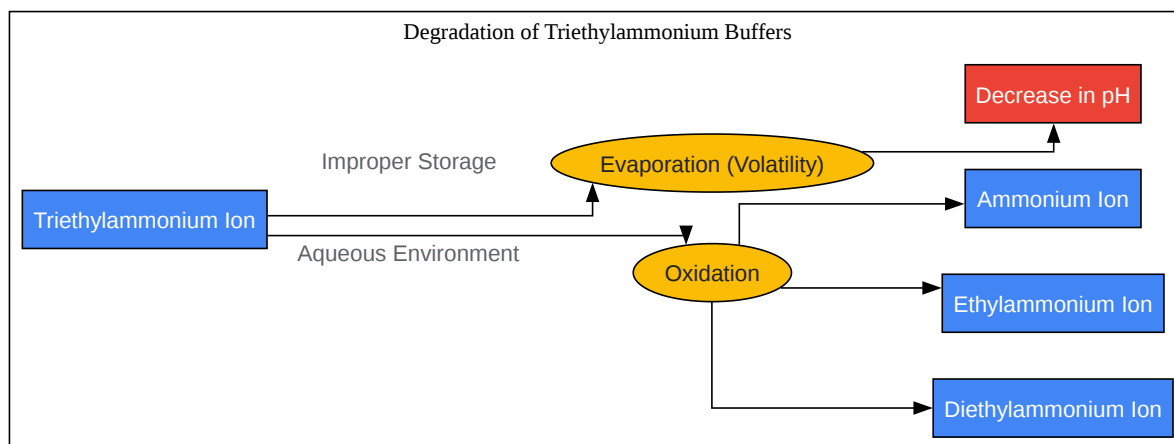 Degradation of Triethylammonium Buffers
Decrease in pH
Improper Storage
Evaporation (Volatility)
Triethylammonium Ion
Ammonium Ion
Aqueous Environment
Oxidation
Ethylammonium Ion
Diethylammonium Ion